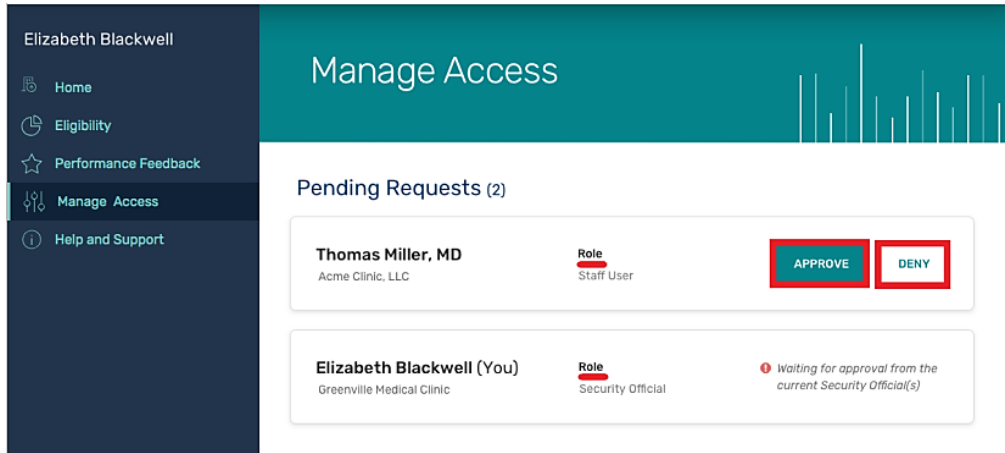 Elizabeth Blackwell
Home
Eligibility
Performance Feedback
Manage Access
Help and Support
Manage Access
Pending Requests (2)
Thomas Miller, MD
Acme Clinic, LLC
Role
Staff User
APPROVE
DENY
Elizabeth Blackwell (You)
Greenville Medical Clinic
Role
Security Official
Waiting for approval from the
current Security Official(s)